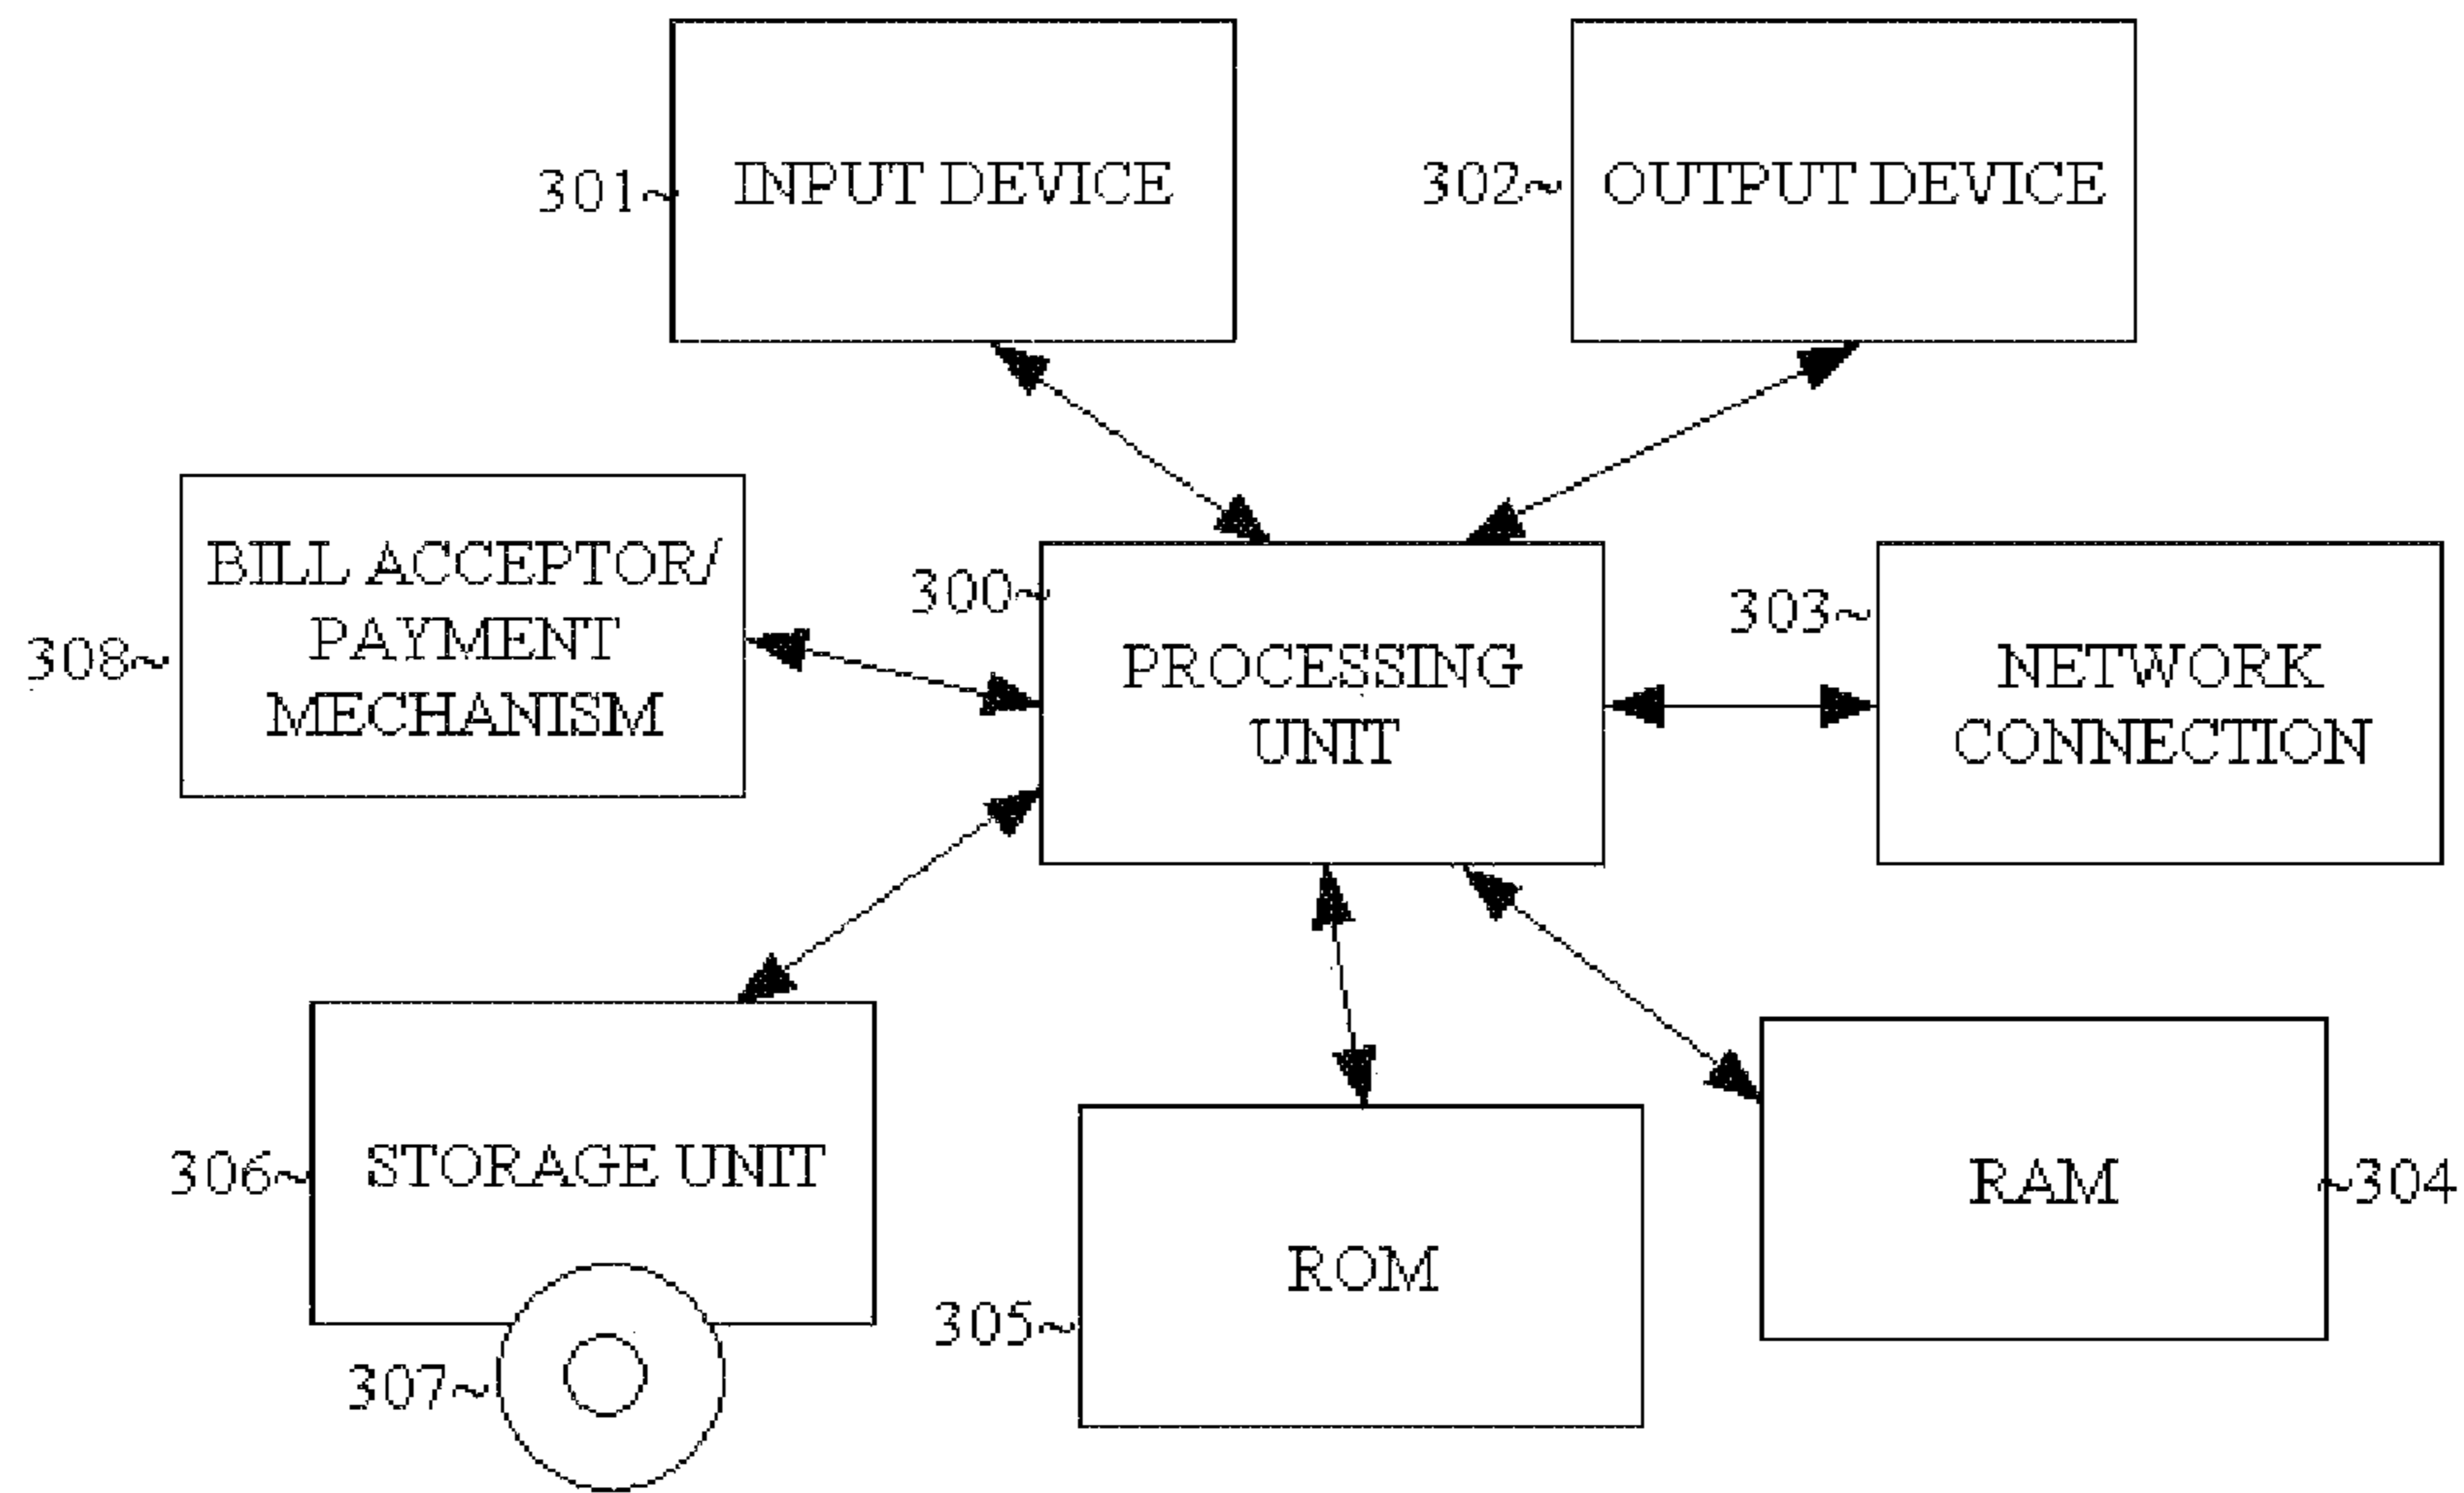 301~ INPUT DEVICE
302~ OUTPUT DEVICE
308~ BILL ACCEPTOR/
PAYMENT
MECHANISM
300~ PROCESSING
UNIT
303~ NETWORK
CONNECTION
306~ STORAGE UNIT
307~
305~ ROM
RAM ~304